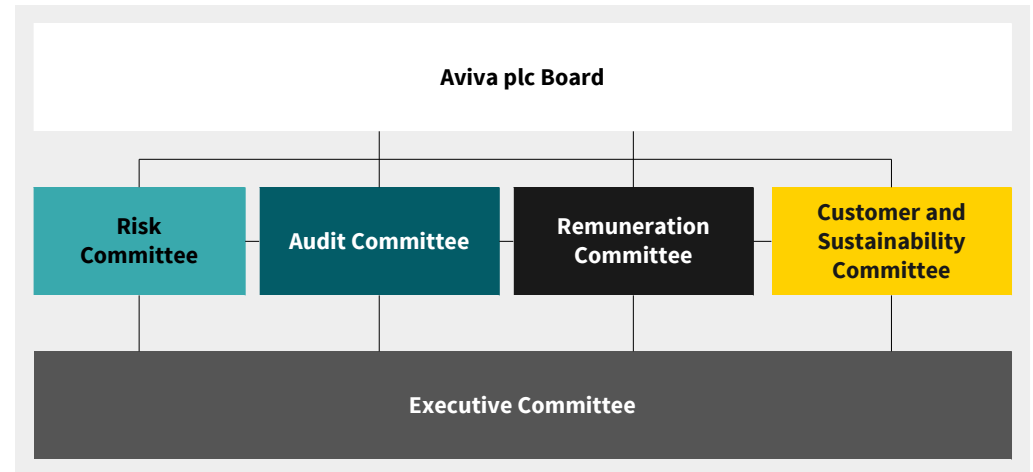 Aviva plc Board
Risk
Committee
Audit Committee
Remuneration
Committee
Customer and
Sustainability
Committee
Executive Committee